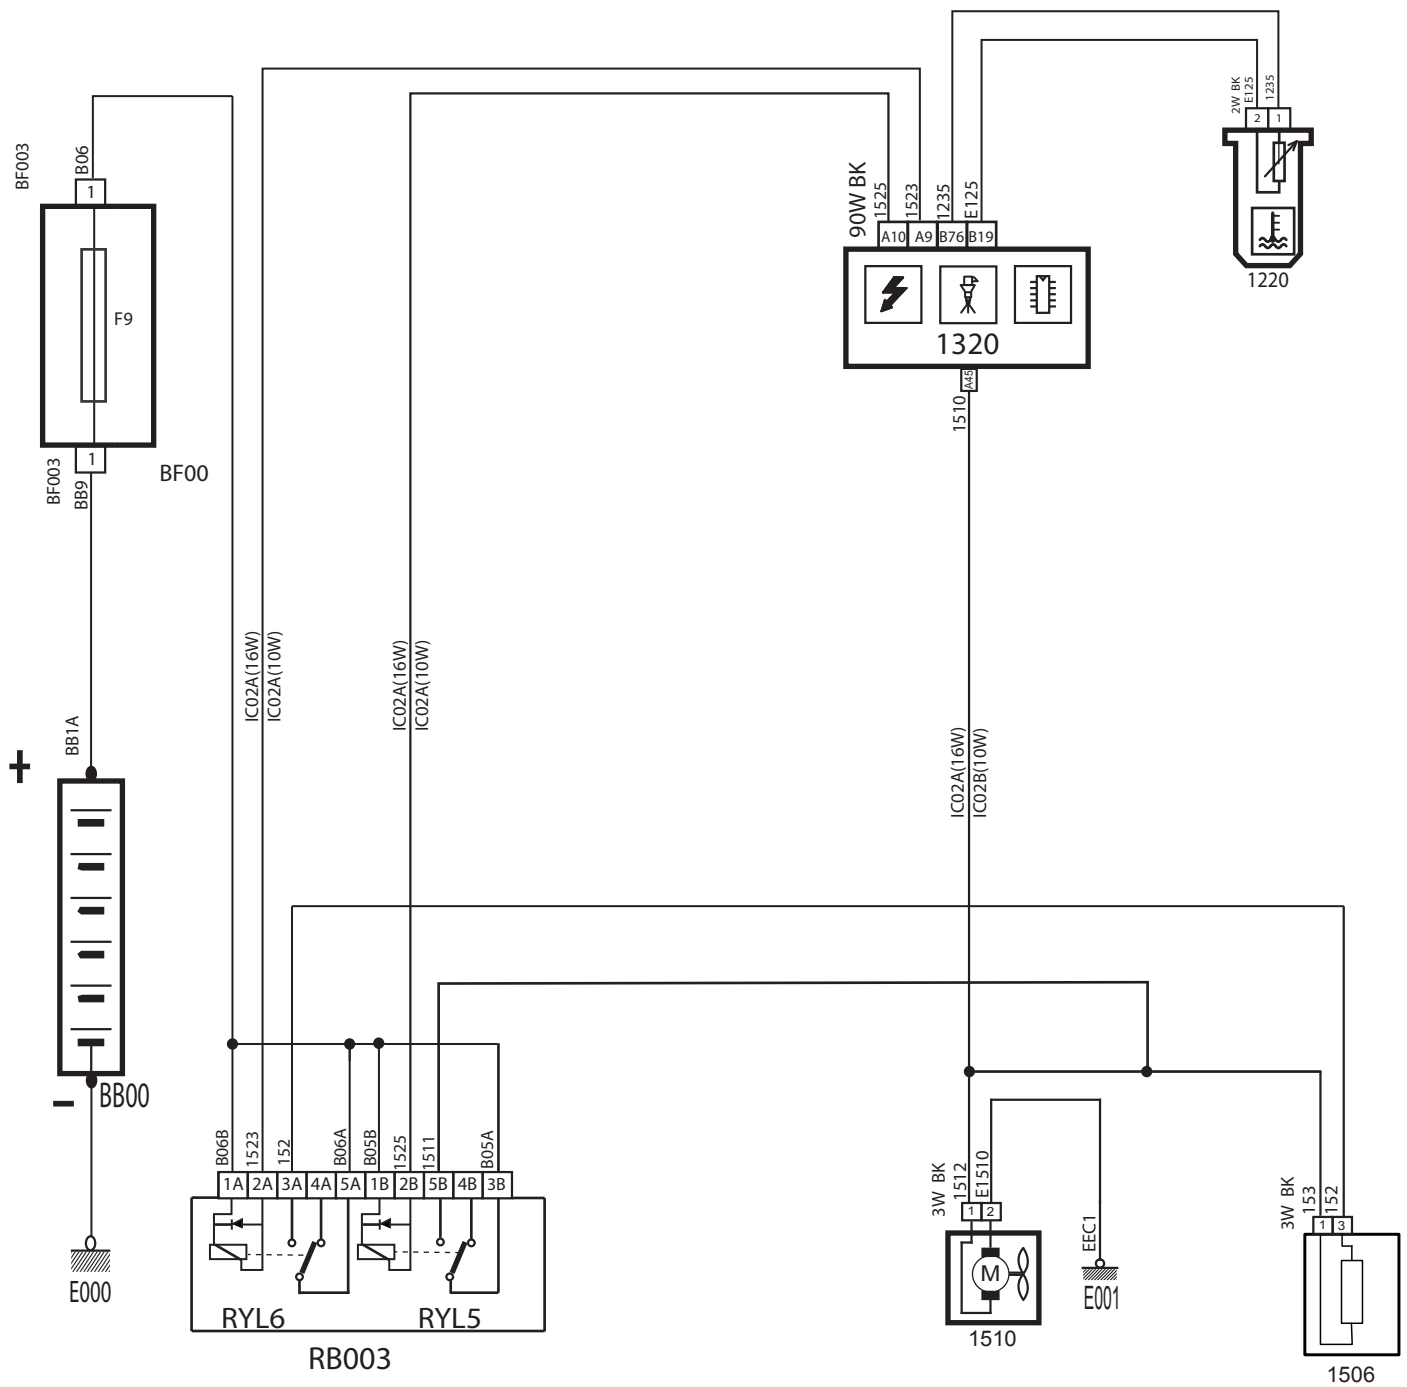 2W BK
E125
1235
2
1
1220
BF003
B06
1
F9
BF003
BB9
1
BF00
90W BK
1525
1523
1235
E125
A10
A9
B76
B19
1320
A45
1510
IC02A(16W)
IC02A(10W)
IC02A(16W)
IC02A(10W)
IC02A(16W)
IC02B(10W)
BB1A
+
−
BB00
E000
B06B
1523
152
B06A
B05B
1525
1511
B05A
1A
2A
3A
4A
5A
1B
2B
5B
4B
3B
RYL6
RYL5
RB003
3W BK
1512
E1510
1
2
M
1510
EEC1
E001
3W BK
153
152
1
3
1506